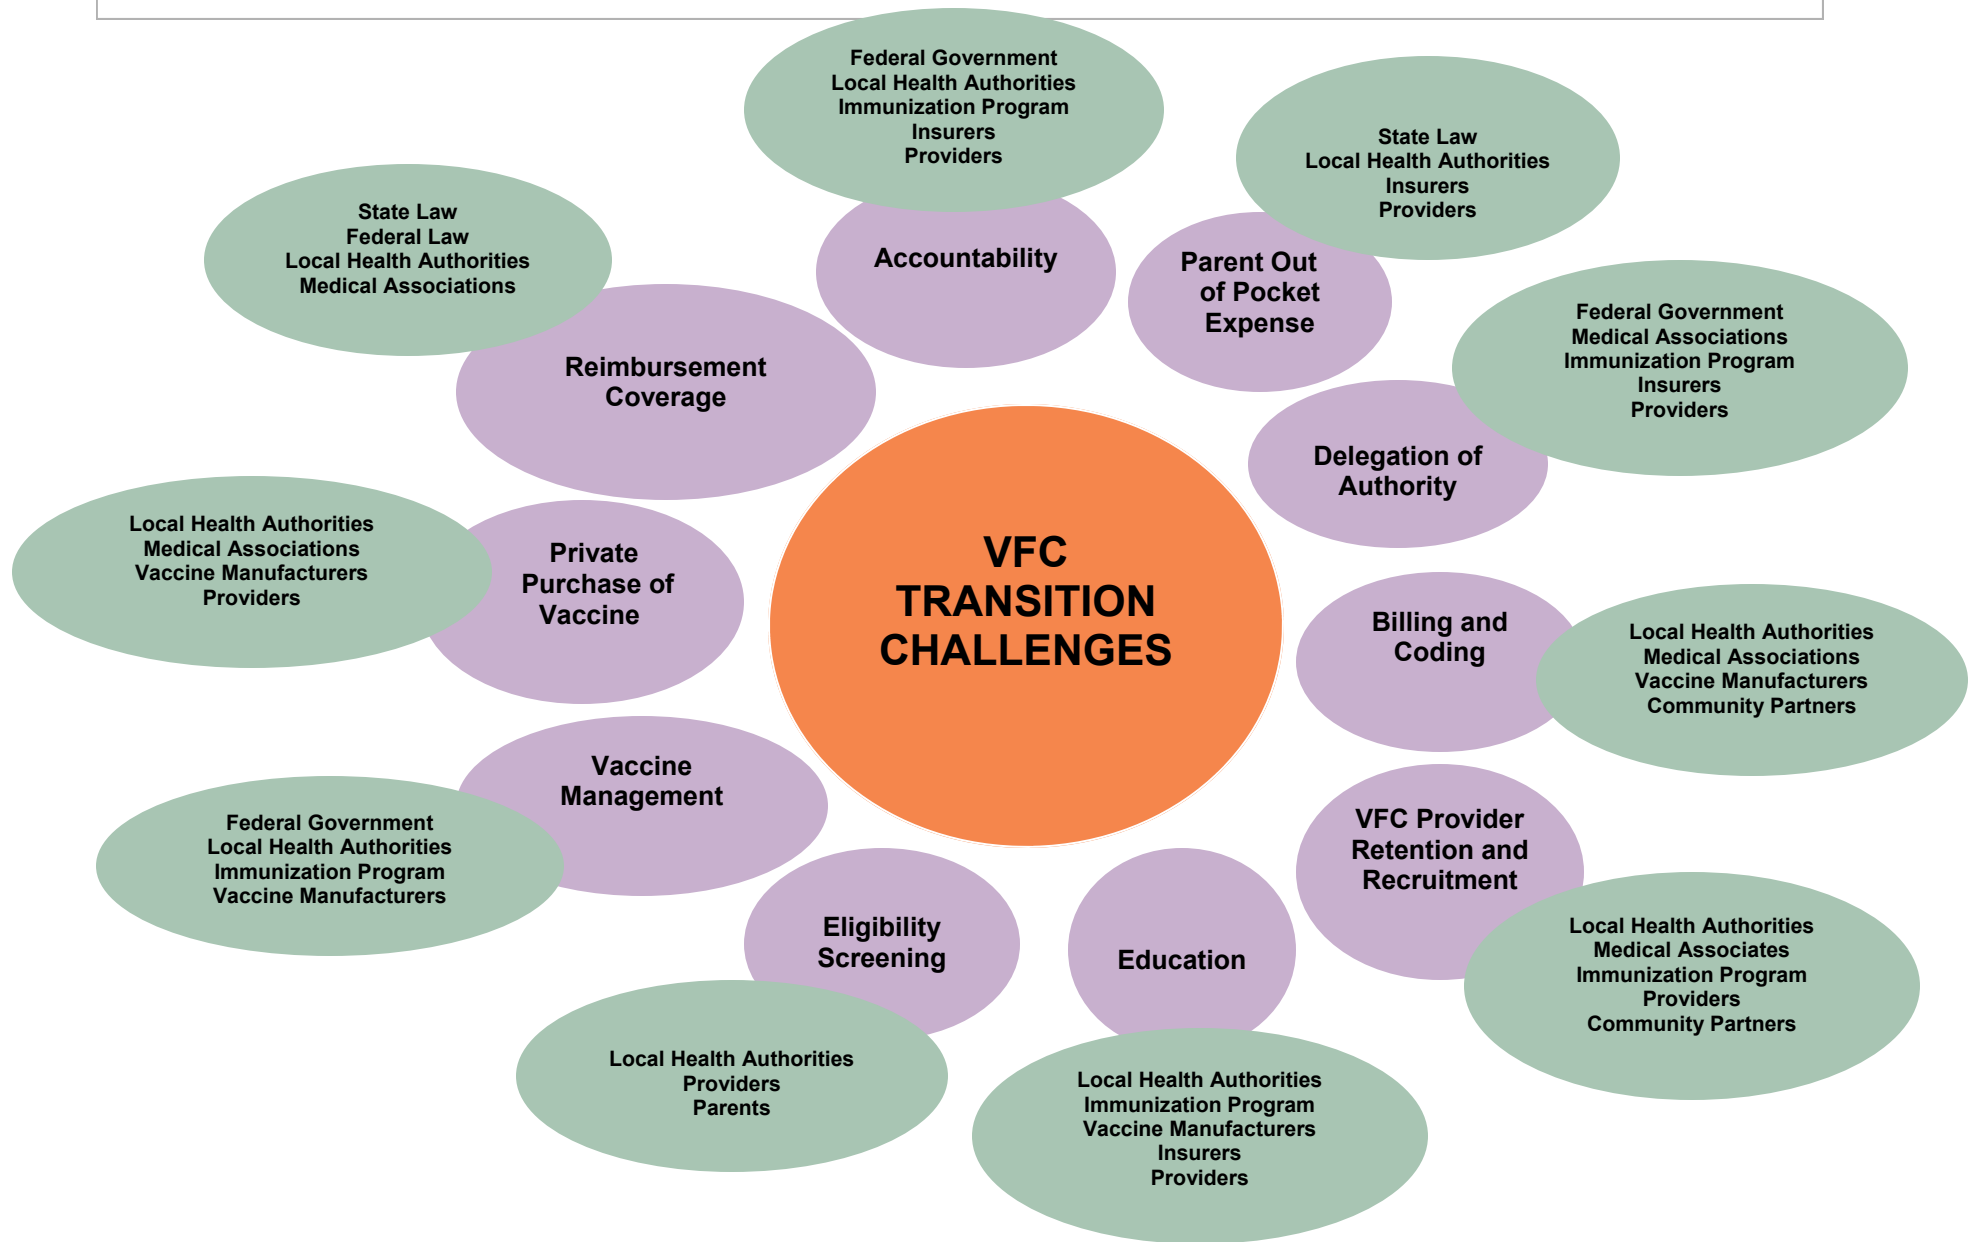 Federal Government
Local Health Authorities
Immunization Program
Insurers
Providers
Accountability
State Law
Local Health Authorities
Insurers
Providers
Parent Out
of Pocket
Expense
Federal Government
Medical Associations
Immunization Program
Insurers
Providers
Delegation of
Authority
Local Health Authorities
Medical Associations
Vaccine Manufacturers
Community Partners
Billing and
Coding
VFC Provider
Retention and
Recruitment
Local Health Authorities
Medical Associates
Immunization Program
Providers
Community Partners
Education
Local Health Authorities
Immunization Program
Vaccine Manufacturers
Insurers
Providers
Eligibility
Screening
Local Health Authorities
Providers
Parents
Vaccine
Management
Federal Government
Local Health Authorities
Immunization Program
Vaccine Manufacturers
Private
Purchase of
Vaccine
Local Health Authorities
Medical Associations
Vaccine Manufacturers
Providers
Reimbursement
Coverage
State Law
Federal Law
Local Health Authorities
Medical Associations
VFC
TRANSITION
CHALLENGES